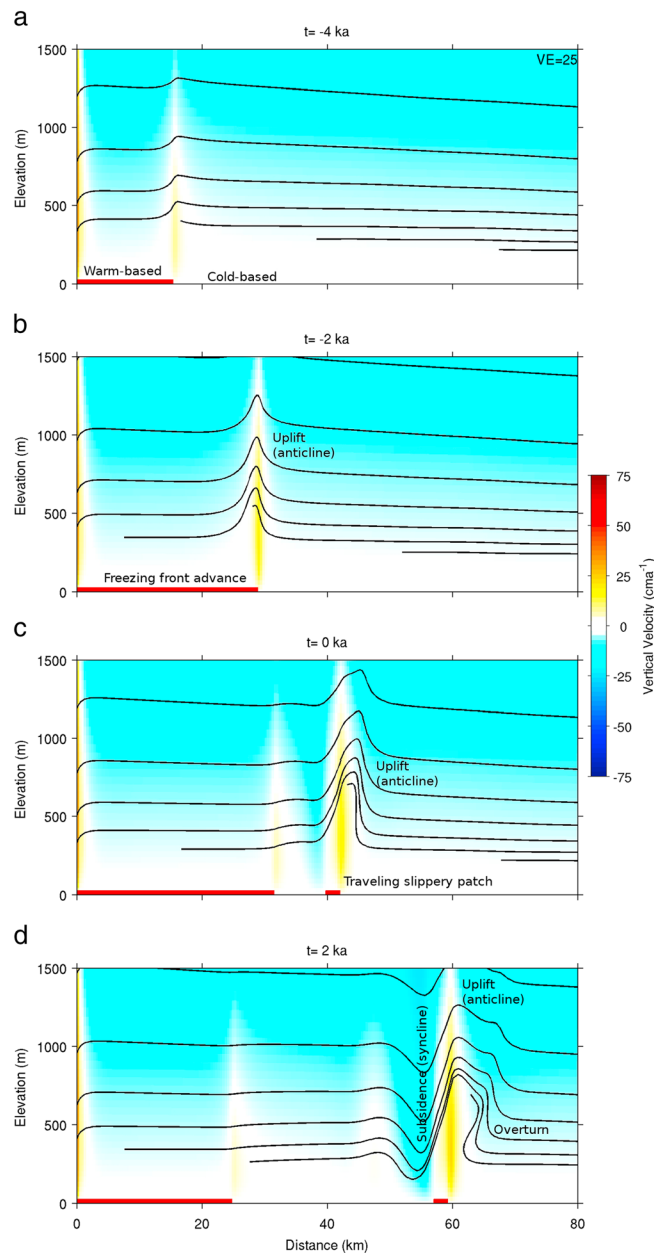 a
t= -4 ka
VE=25
1500
1000
500
0
Elevation (m)
Warm-based
Cold-based
b
t= -2 ka
1500
1000
500
0
Elevation (m)
Uplift
(anticline)
Freezing front advance
75
50
25
0
-25
-50
-75
Vertical Velocity (cma⁻¹)
c
t= 0 ka
1500
1000
500
0
Elevation (m)
Uplift
(anticline)
Traveling slippery patch
d
t= 2 ka
1500
1000
500
0
Elevation (m)
Subsidence (syncline)
Uplift
(anticline)
Overturn
0
20
40
60
80
Distance (km)